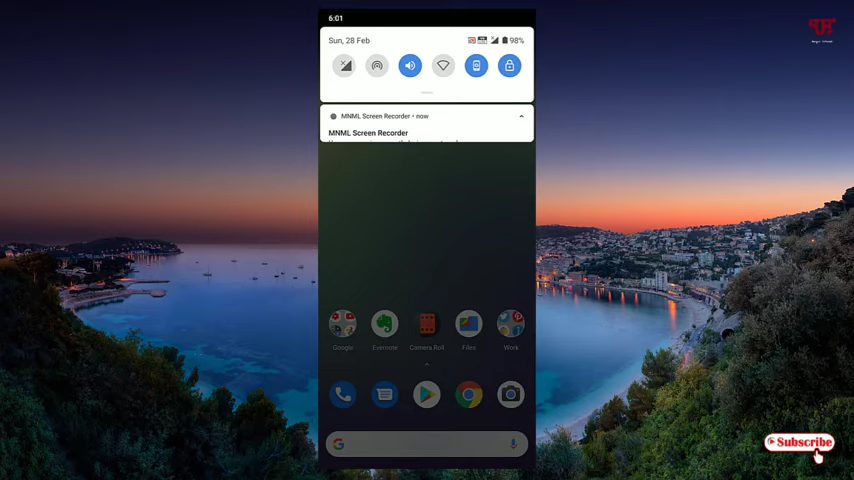 6:01
Sun, 28 Feb
98%
MNML Screen Recorder • now
MNML Screen Recorder
Google
Evernote
Camera Roll
Files
Work
G
Subscribe